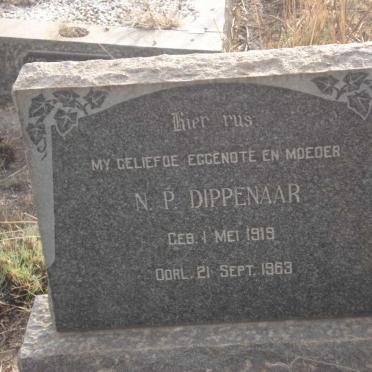 Hier rus
MY GELIEFDE EGGENOTE EN MOEDER
N. P. DIPPENAAR
GEB. 1 MEI 1919
OORL. 21 SEPT. 1963